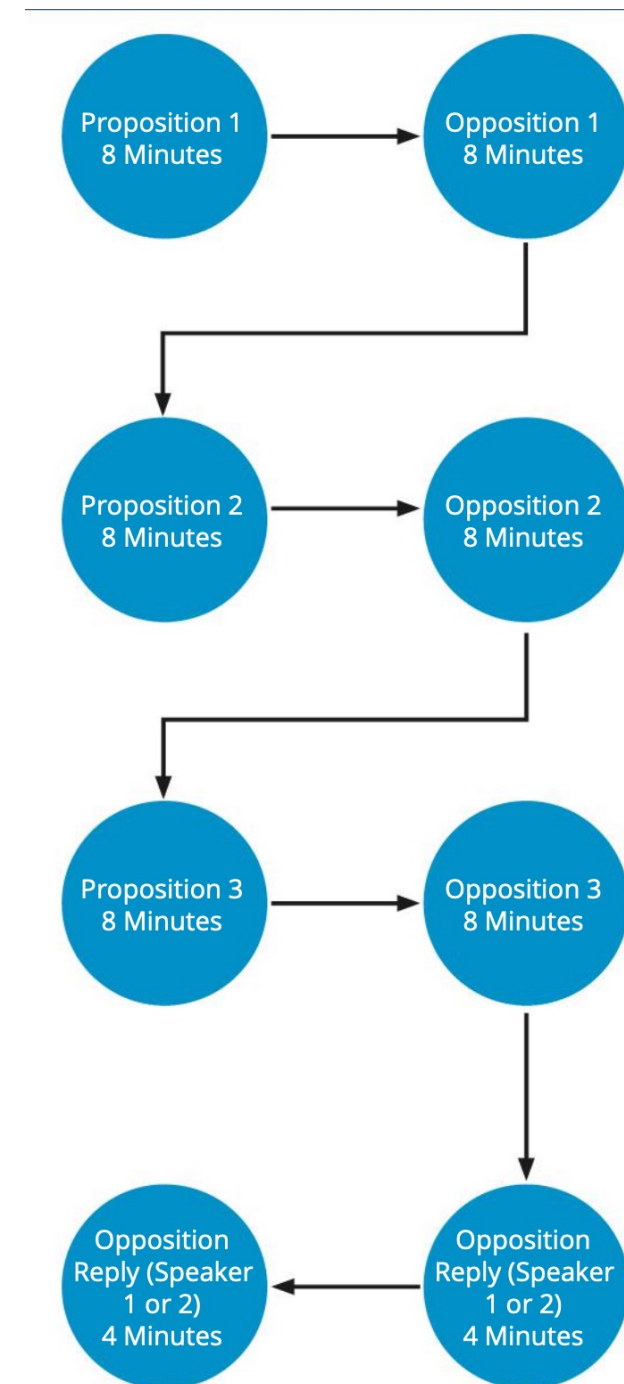 Proposition 1
8 Minutes
Opposition 1
8 Minutes
Proposition 2
8 Minutes
Opposition 2
8 Minutes
Proposition 3
8 Minutes
Opposition 3
8 Minutes
Opposition
Reply (Speaker
1 or 2)
4 Minutes
Opposition
Reply (Speaker
1 or 2)
4 Minutes